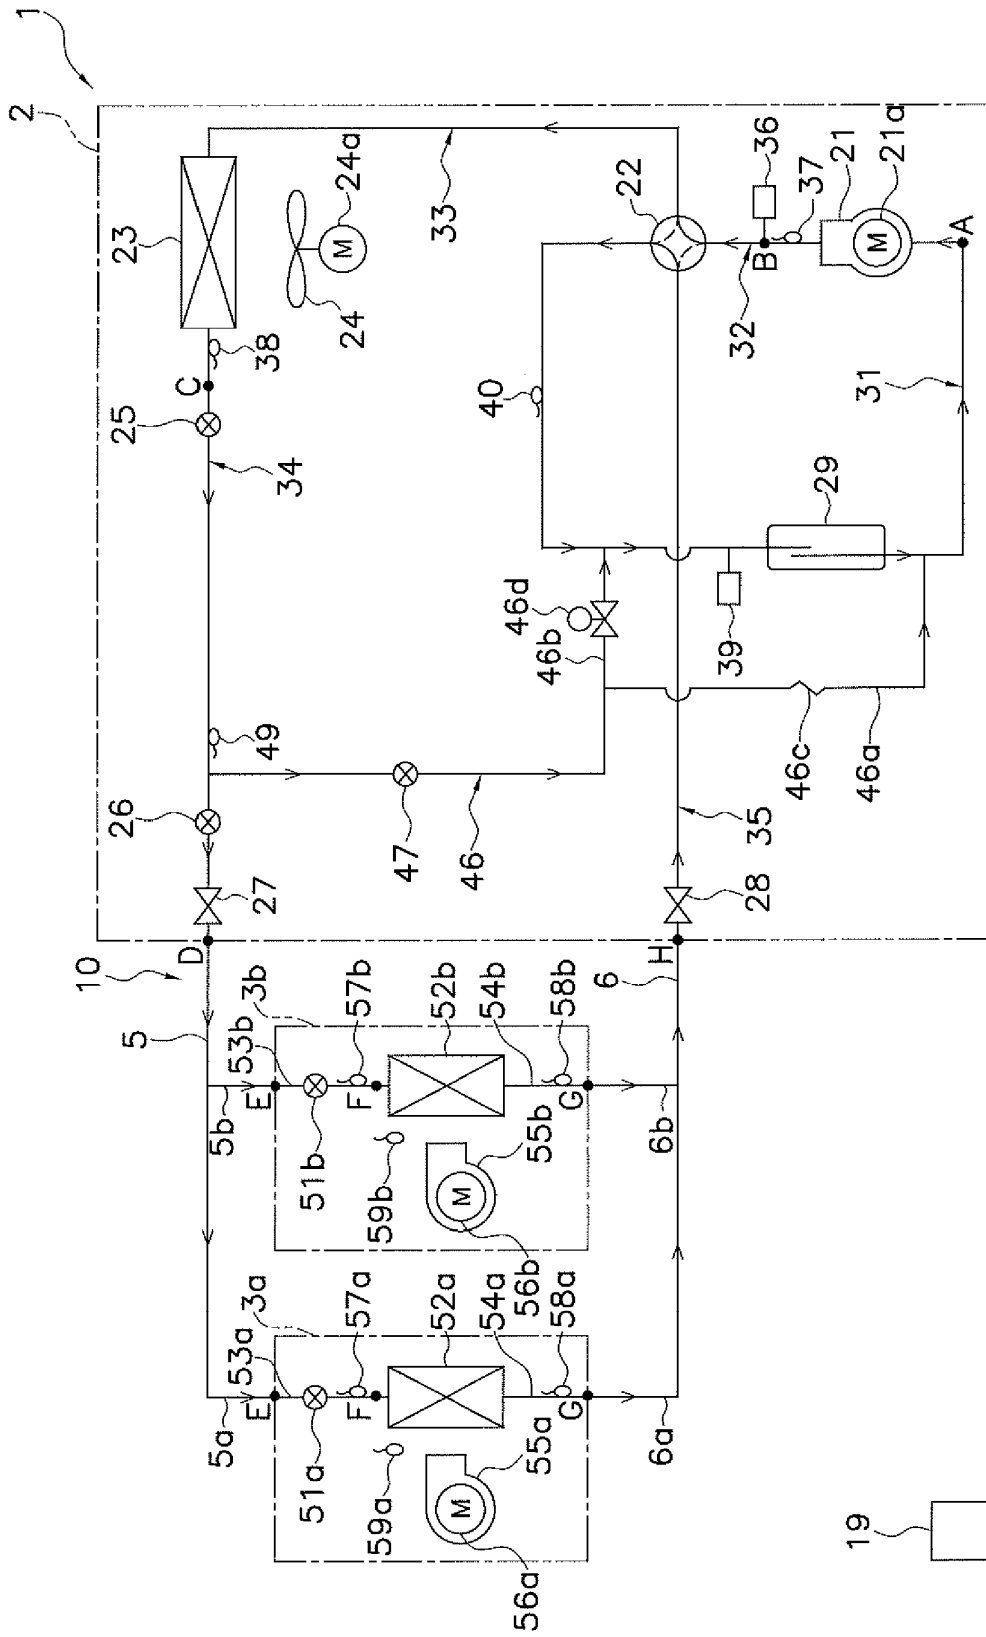 1
2
23
24a
M
24
33
38
C
25
34
22
36
37
B
32
21
21a
M
A
31
40
29
39
46d
46b
46c
46a
49
26
47
46
35
27
28
D
H
10
5
6
3b
53b
57b
52b
54b
58b
5b
E
51b
F
59b
M
55b
56b
G
6b
3a
53a
57a
52a
54a
58a
5a
E
51a
F
59a
M
55a
56a
G
6a
19